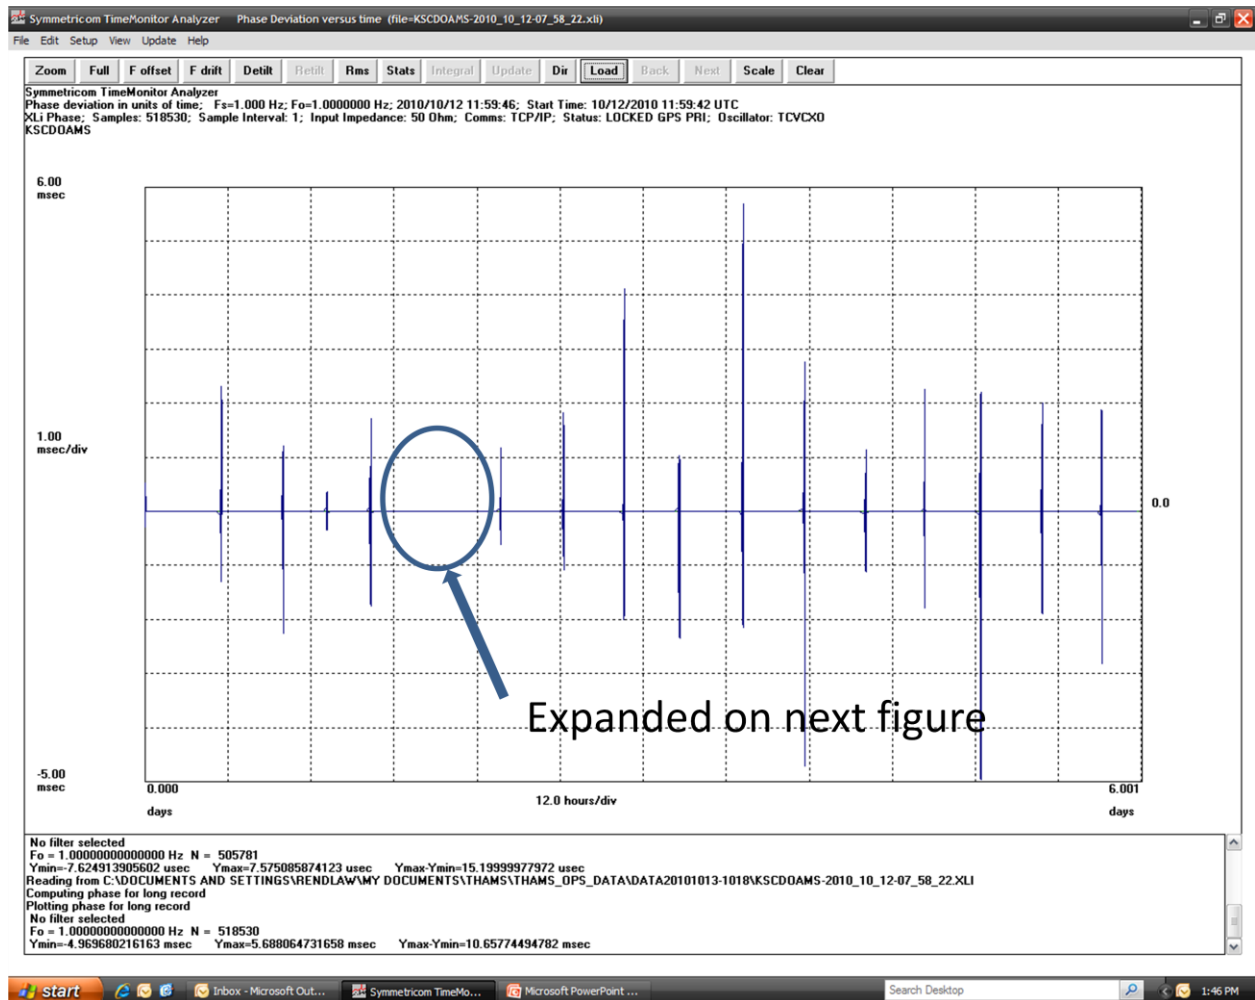 Symmetricom TimeMonitor Analyzer Phase Deviation versus time (file=KSCDOAMS-2010_10_12-07_58_22.xli)
File Edit Setup View Update Help
Zoom Full F offset F drift Detilt Retilt Rms Stats Integral Update Dir Load Back Next Scale Clear
Symmetricom TimeMonitor Analyzer
Phase deviation in units of time; Fs=1.000 Hz; Fo=1.0000000 Hz; 2010/10/12 11:59:46; Start Time: 10/12/2010 11:59:42 UTC
XLi Phase; Samples: 518530; Sample Interval: 1; Input Impedance: 50 Ohm; Comms: TCP/IP; Status: LOCKED GPS PRI; Oscillator: TCVCXO
KSCDOAMS
6.00
msec
1.00
msec/div
0.0
Expanded on next figure
-5.00
msec
0.000
days
12.0 hours/div
6.001
days
No filter selected
Fo = 1.00000000000000 Hz N = 505781
Ymin=-7.624913905602 usec Ymax=7.575085874123 usec Ymax-Ymin=15.19999977972 usec
Reading from C:\DOCUMENTS AND SETTINGS\RENDLAW\MY DOCUMENTS\THAMS\THAMS_OPS_DATA\DATA20101013-1018\KSCDOAMS-2010_10_12-07_58_22.XLI
Computing phase for long record
Plotting phase for long record
No filter selected
Fo = 1.00000000000000 Hz N = 518530
Ymin=-4.969680216163 msec Ymax=5.688064731658 msec Ymax-Ymin=10.65774494782 msec
start Inbox - Microsoft Out... Symmetricom TimeMo... Microsoft PowerPoint ... Search Desktop 1:46 PM